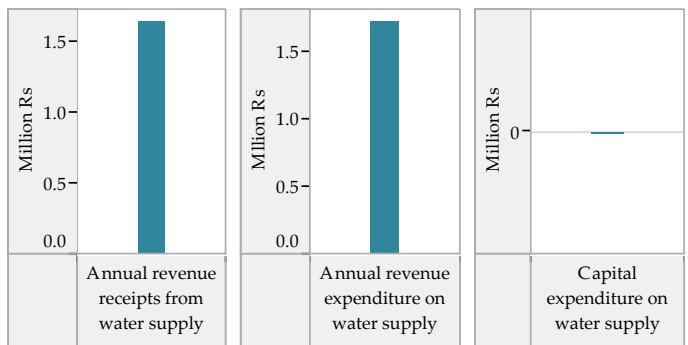 Million Rs
1.5
1.0
0.5
0.0
Annual revenue
receipts from
water supply
Mllion Rs
1.5
1.0
0.5
0.0
Annual revenue
expenditure on
water supply
Million Rs
0
Capital
expenditure on
water supply